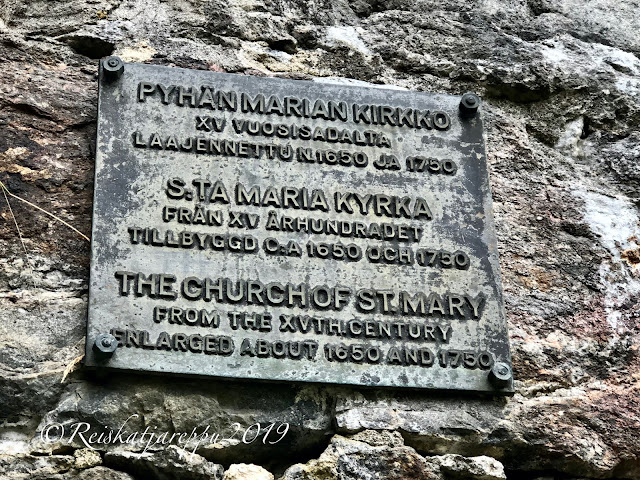 PYHÄN MARIAN KIRKKO
XV VUOSISADALTA
LAAJENNETTU N.1650 JA 1750
S.TA MARIA KYRKA
FRÅN XV ÅRHUNDRADET
TILLBYGGD C:A 1650 OCH 1750
THE CHURCH OF ST. MARY
FROM THE XVTH.CENTURY
ENLARGED ABOUT 1650 AND 1750
©Reiskatjareppu2019